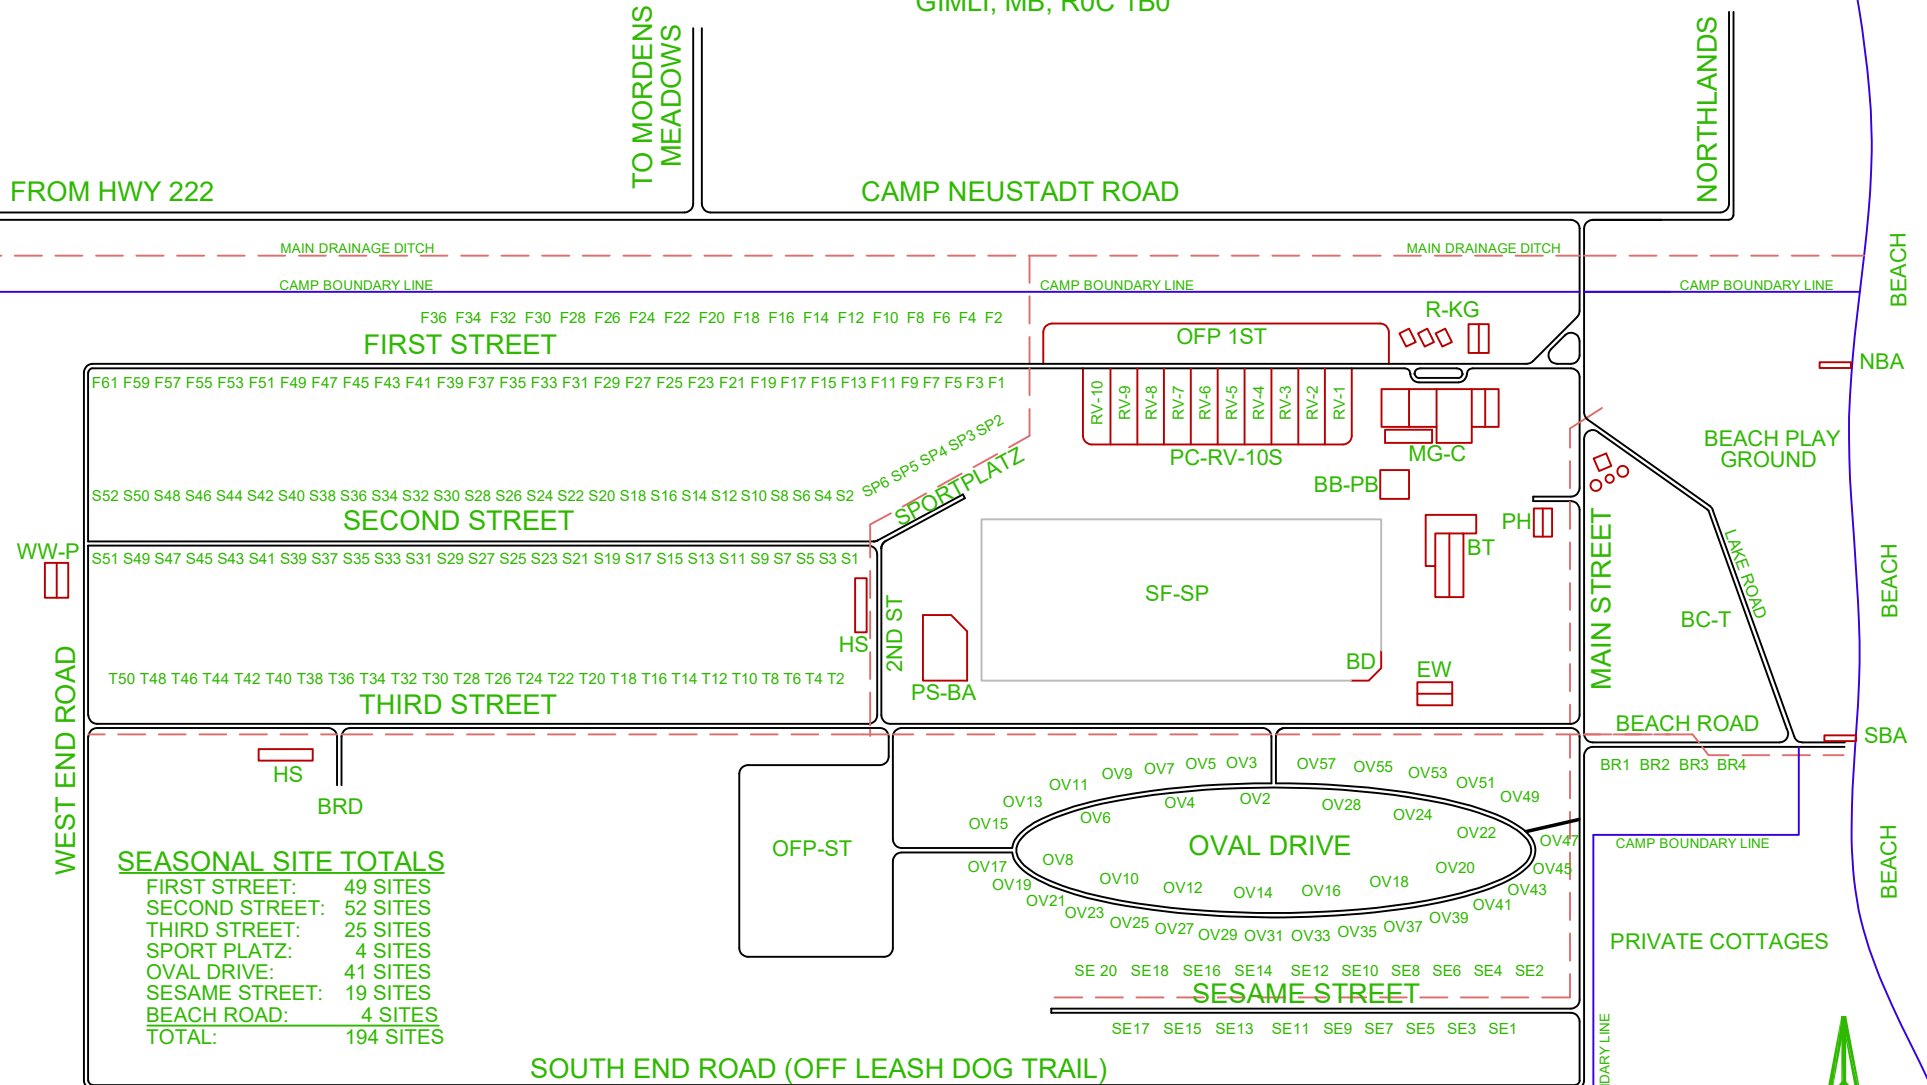 GIMLI, MB, R0C 1B0
TO MORDENS
MEADOWS
NORTHLANDS
FROM HWY 222
CAMP NEUSTADT ROAD
MAIN DRAINAGE DITCH
MAIN DRAINAGE DITCH
BEACH
CAMP BOUNDARY LINE
CAMP BOUNDARY LINE
CAMP BOUNDARY LINE
F36 F34 F32 F30 F28 F26 F24 F22 F20 F18 F16 F14 F12 F10 F8 F6 F4 F2
R-KG
OFP 1ST
FIRST STREET
NBA
F61 F59 F57 F55 F53 F51 F49 F47 F45 F43 F41 F39 F37 F35 F33 F31 F29 F27 F25 F23 F21 F19 F17 F15 F13 F11 F9 F7 F5 F3 F1
RV-10 RV-9 RV-8 RV-7 RV-6 RV-5 RV-4 RV-3 RV-2 RV-1
SP6 SP5 SP4 SP3 SP2
BEACH PLAY
GROUND
MG-C
PC-RV-10S
SPORTPLATZ
BB-PB
S52 S50 S48 S46 S44 S42 S40 S38 S36 S34 S32 S30 S28 S26 S24 S22 S20 S18 S16 S14 S12 S10 S8 S6 S4 S2
SECOND STREET
PH
WW-P
BT
S51 S49 S47 S45 S43 S41 S39 S37 S35 S33 S31 S29 S27 S25 S23 S21 S19 S17 S15 S13 S11 S9 S7 S5 S3 S1
MAIN STREET
LAKE ROAD
BEACH
SF-SP
BC-T
2ND ST
HS
BD
EW
PS-BA
T50 T48 T46 T44 T42 T40 T38 T36 T34 T32 T30 T28 T26 T24 T22 T20 T18 T16 T14 T12 T10 T8 T6 T4 T2
THIRD STREET
WEST END ROAD
BEACH ROAD
SBA
HS
BRD
BR1 BR2 BR3 BR4
OV15 OV13 OV11 OV9 OV7 OV5 OV3
OV57 OV55 OV53 OV51 OV49 OV47 OV45 OV43
OV6 OV4 OV2 OV28 OV24 OV22
OVAL DRIVE
OFP-ST
CAMP BOUNDARY LINE
BEACH
OV8 OV10 OV12 OV14 OV16 OV18 OV20
OV17 OV19 OV21 OV23 OV25 OV27 OV29 OV31 OV33 OV35 OV37 OV39 OV41
PRIVATE COTTAGES
SEASONAL SITE TOTALS
FIRST STREET: 49 SITES
SECOND STREET: 52 SITES
THIRD STREET: 25 SITES
SPORT PLATZ: 4 SITES
OVAL DRIVE: 41 SITES
SESAME STREET: 19 SITES
BEACH ROAD: 4 SITES
TOTAL: 194 SITES
SE 20 SE18 SE16 SE14 SE12 SE10 SE8 SE6 SE4 SE2
SESAME STREET
SE17 SE15 SE13 SE11 SE9 SE7 SE5 SE3 SE1
SOUTH END ROAD (OFF LEASH DOG TRAIL)
DARY LINE